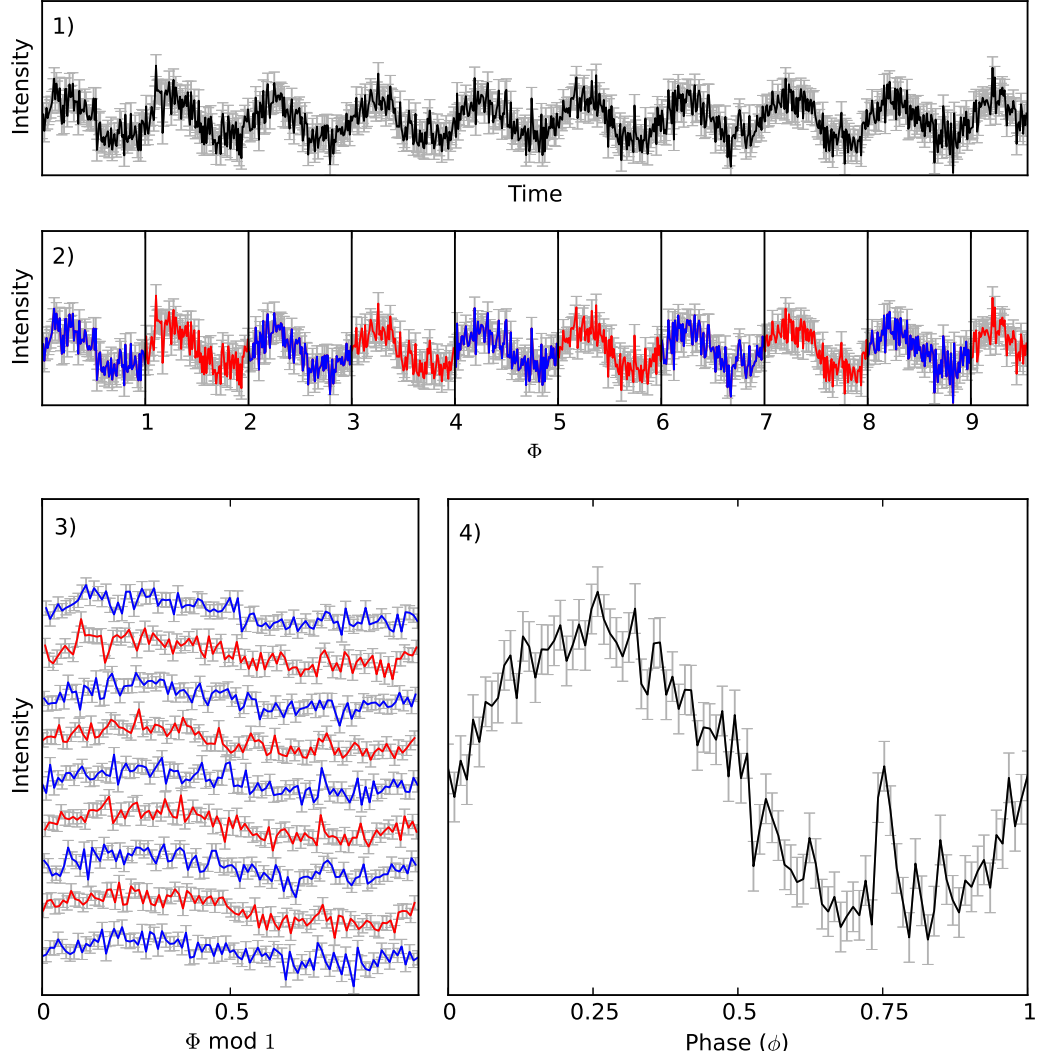 1)
Intensity
Time
2)
Intensity
1 2 3 4 5 6 7 8 9
Φ
3)
Intensity
0 0.5
Φ mod 1
4)
0 0.25 0.5 0.75 1
Phase (ϕ)